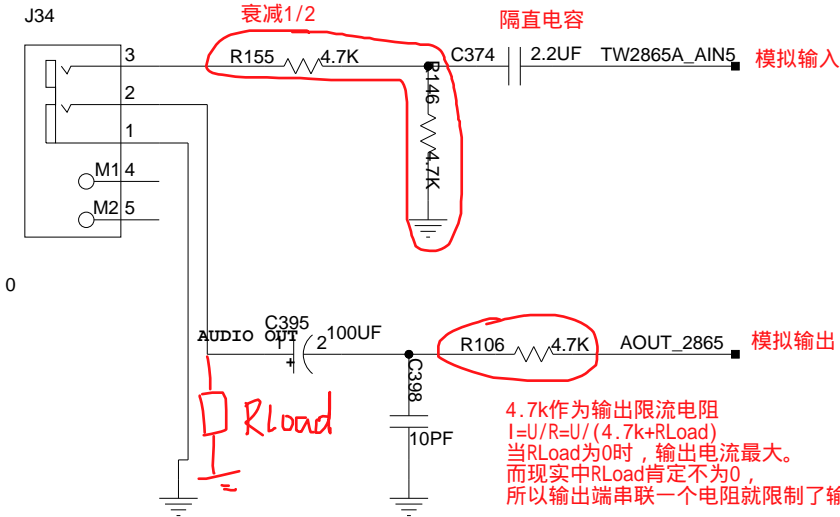 J34
衰减1/2
隔直电容
3
R155
4.7K
C374
2.2UF
TW2865A_AIN5
模拟输入
2
R146
4.7K
1
M1
4
M2
5
0
AUDIO OUT
C395
1
+
2
100UF
R106
4.7K
AOUT_2865
模拟输出
C398
10PF
RLoad
4.7k作为输出限流电阻
I=U/R=U/(4.7k+RLoad)
当RLoad为0时，输出电流最大。
而现实中RLoad肯定不为0，
所以输出端串联一个电阻就限制了输